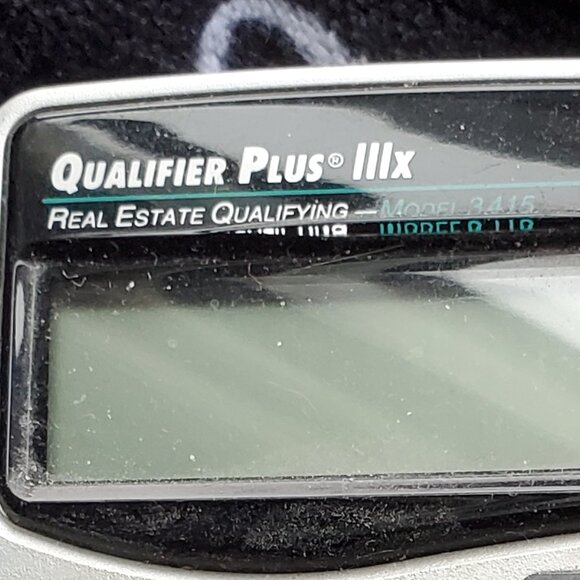 QUALIFIER PLUS® IIIx
REAL ESTATE QUALIFYING — MODEL 3415